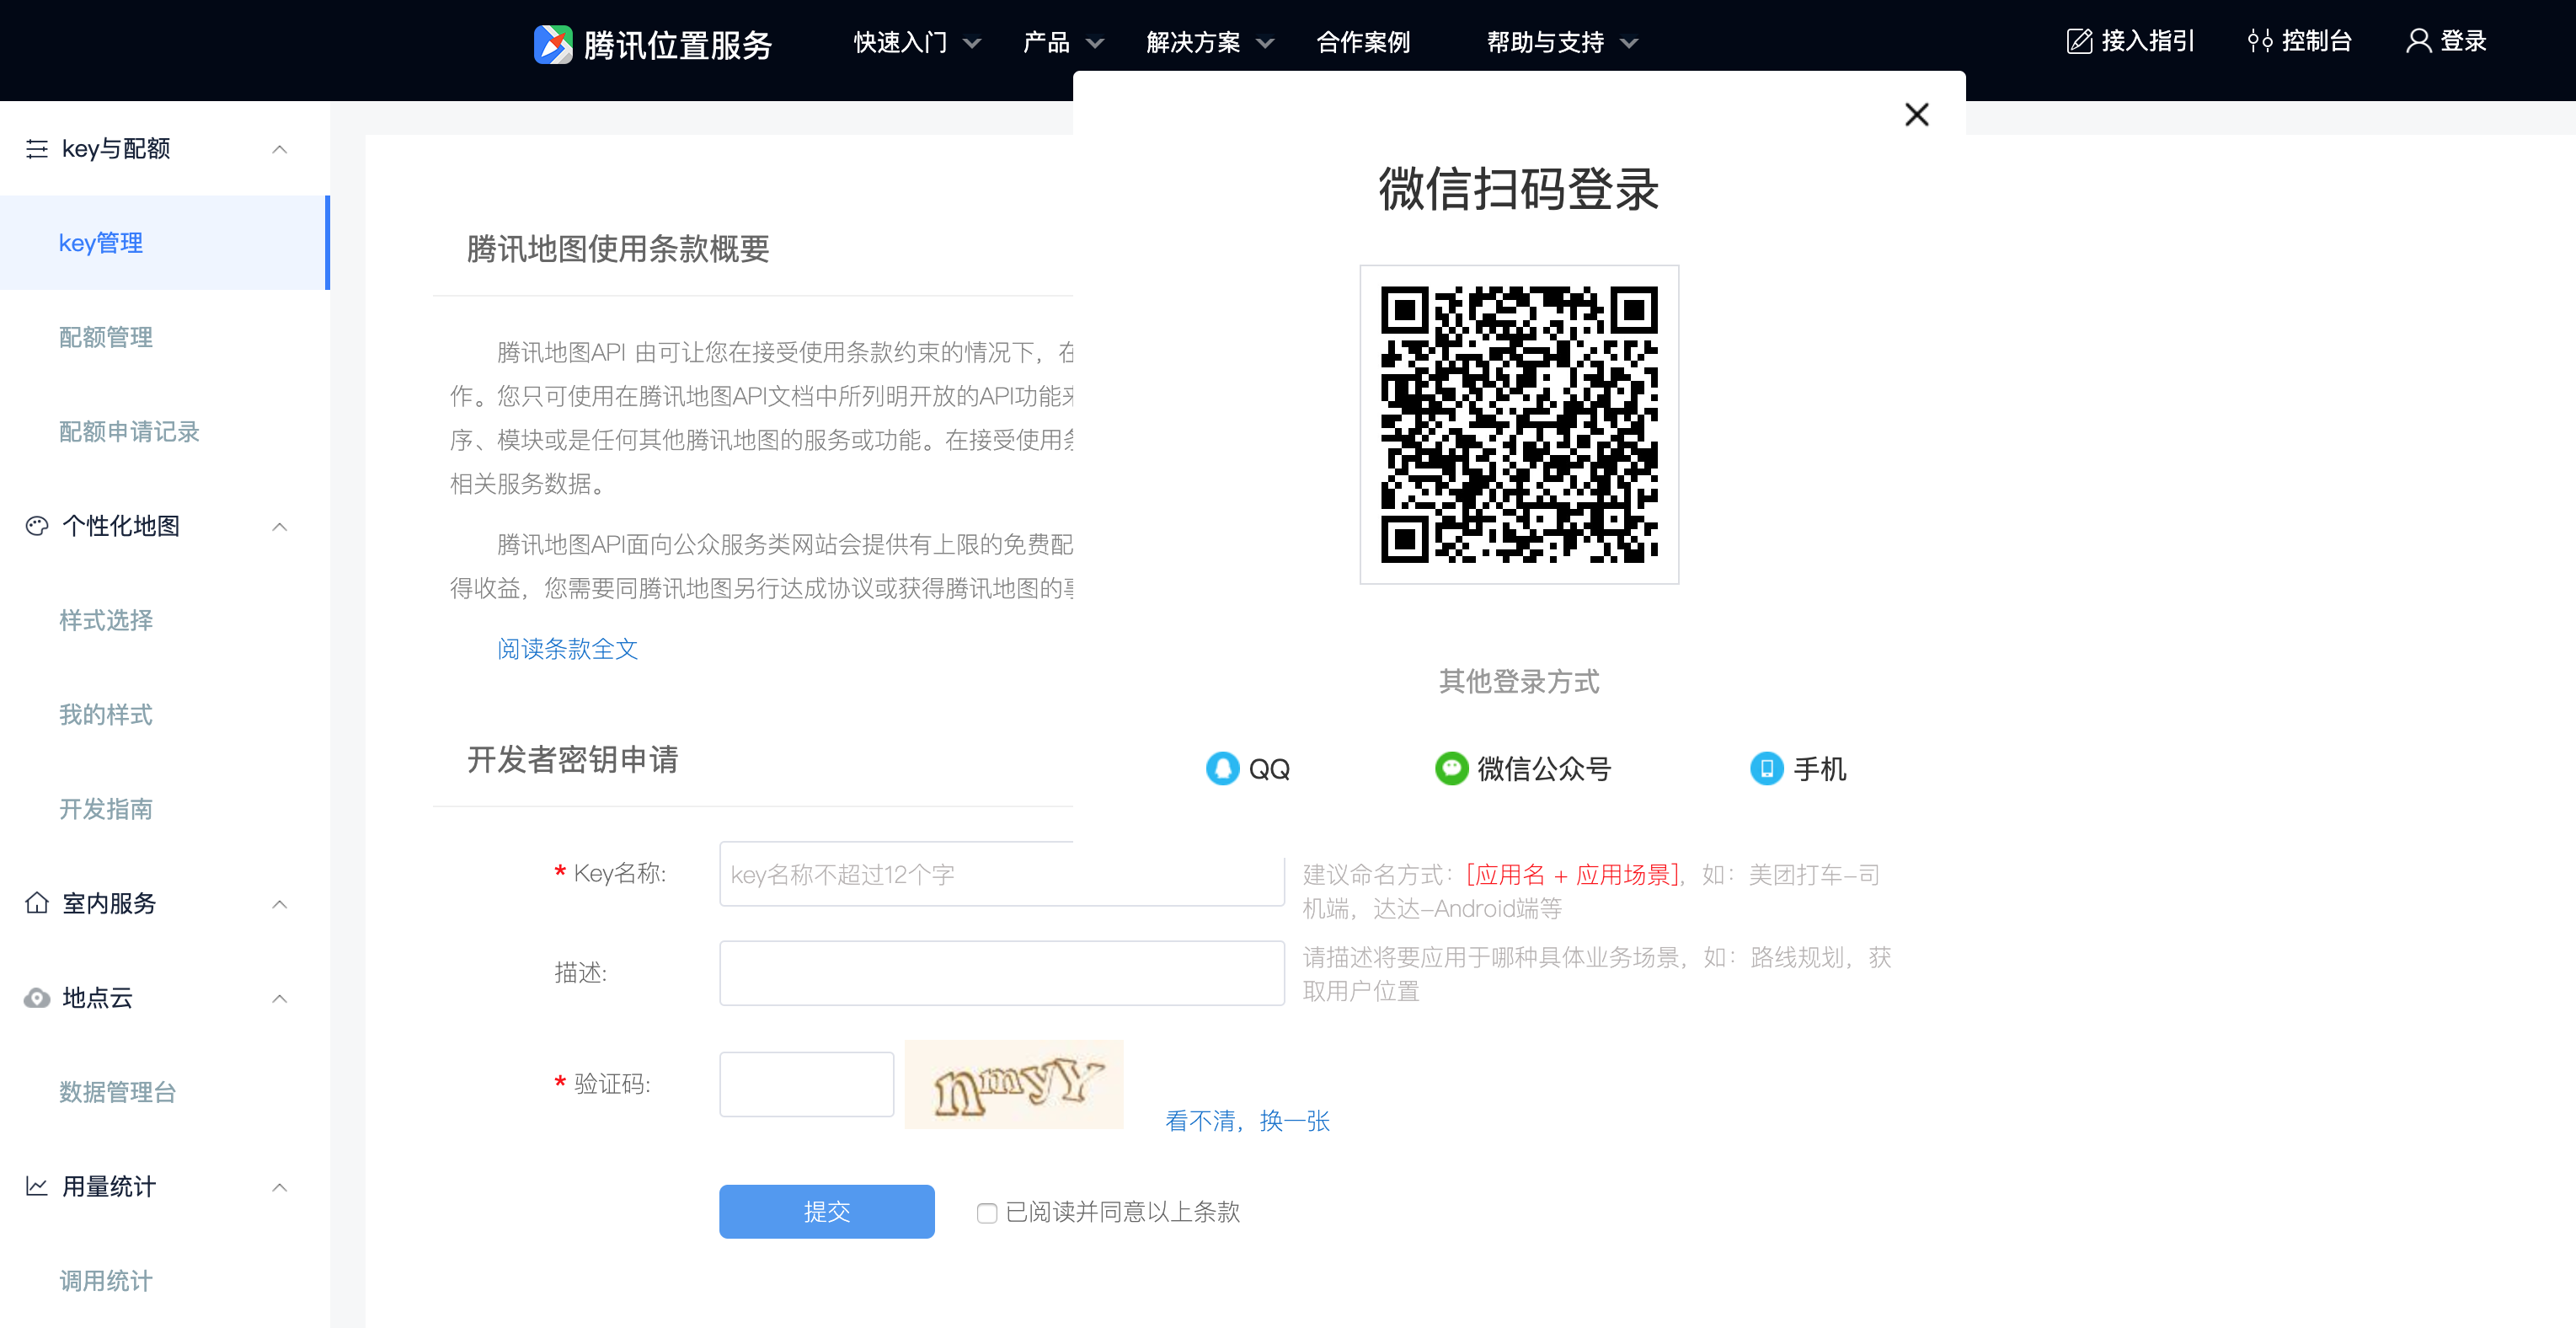 腾讯位置服务
快速入门
产品
解决方案
合作案例
帮助与支持
接入指引
控制台
登录
key与配额
key管理
配额管理
配额申请记录
个性化地图
样式选择
我的样式
开发指南
室内服务
地点云
数据管理台
用量统计
调用统计
腾讯地图使用条款概要
腾讯地图API 由可让您在接受使用条款约束的情况下，在
作。您只可使用在腾讯地图API文档中所列明开放的API功能
序、模块或是任何其他腾讯地图的服务或功能。在接受使用
相关服务数据。
腾讯地图API面向公众服务类网站会提供有上限的免费配
得收益，您需要同腾讯地图另行达成协议或获得腾讯地图的
阅读条款全文
开发者密钥申请
* Key名称:
key名称不超过12个字
建议命名方式：[应用名 + 应用场景]，如：美团打车-司
机端，达达-Android端等
描述:
请描述将要应用于哪种具体业务场景，如：路线规划，获
取用户位置
* 验证码:
nmyY
看不清，换一张
提交
已阅读并同意以上条款
微信扫码登录
其他登录方式
QQ
微信公众号
手机